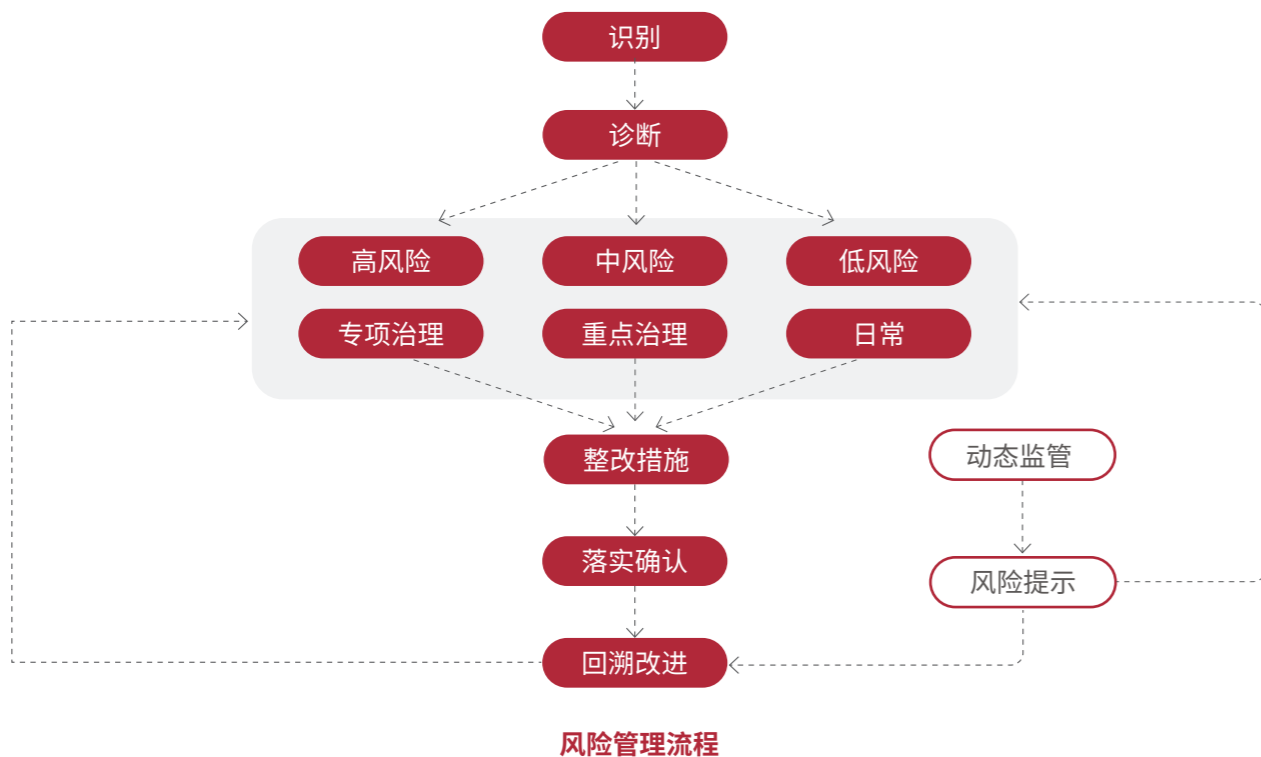 识别
诊断
高风险
中风险
低风险
专项治理
重点治理
日常
整改措施
动态监管
落实确认
风险提示
回溯改进
风险管理流程